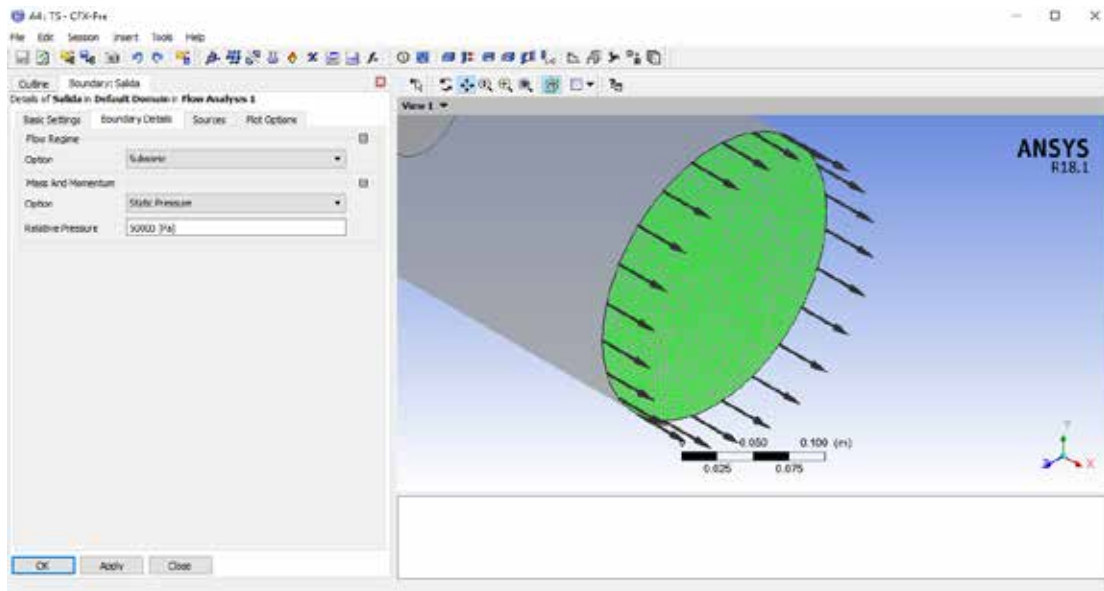 A4: TS - CFX-Pre
File Edit Session Insert Tools Help
Outline Boundary: Salida
Details of Salida in Default Domain in Flow Analysis 1
Basic Settings Boundary Details Sources Plot Options
Flow Regime
Option Subsonic
Mass And Momentum
Option Static Pressure
Relative Pressure 50000 [Pa]
OK Apply Close
View 1
ANSYS
R18.1
0 0.050 0.100 (m)
0.025 0.075
Y
Z X